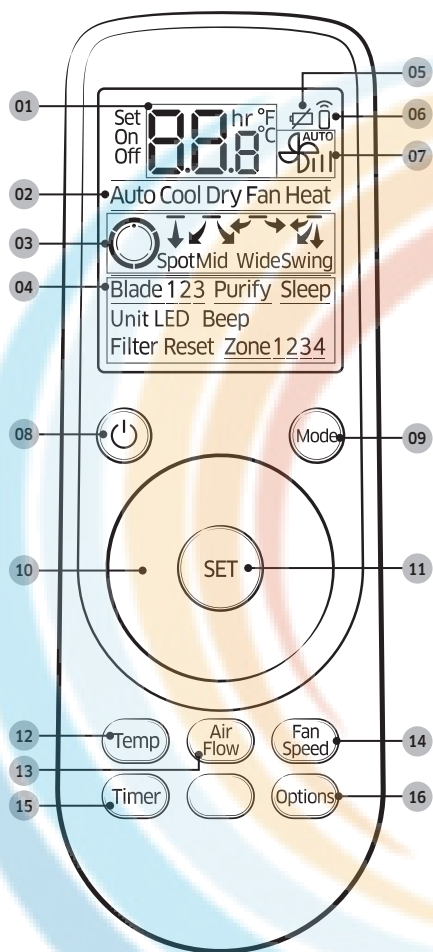 01
05
06
07
Set
On
Off
88.8
hr °F
°C
AUTO
02
Auto Cool Dry Fan Heat
03
Spot Mid Wide Swing
04
Blade 1 2 3 Purify Sleep
Unit LED Beep
Filter Reset Zone 1 2 3 4
08
Mode
09
10
SET
11
12
Temp
Air
Flow
Fan
Speed
14
13
15
Timer
Options
16